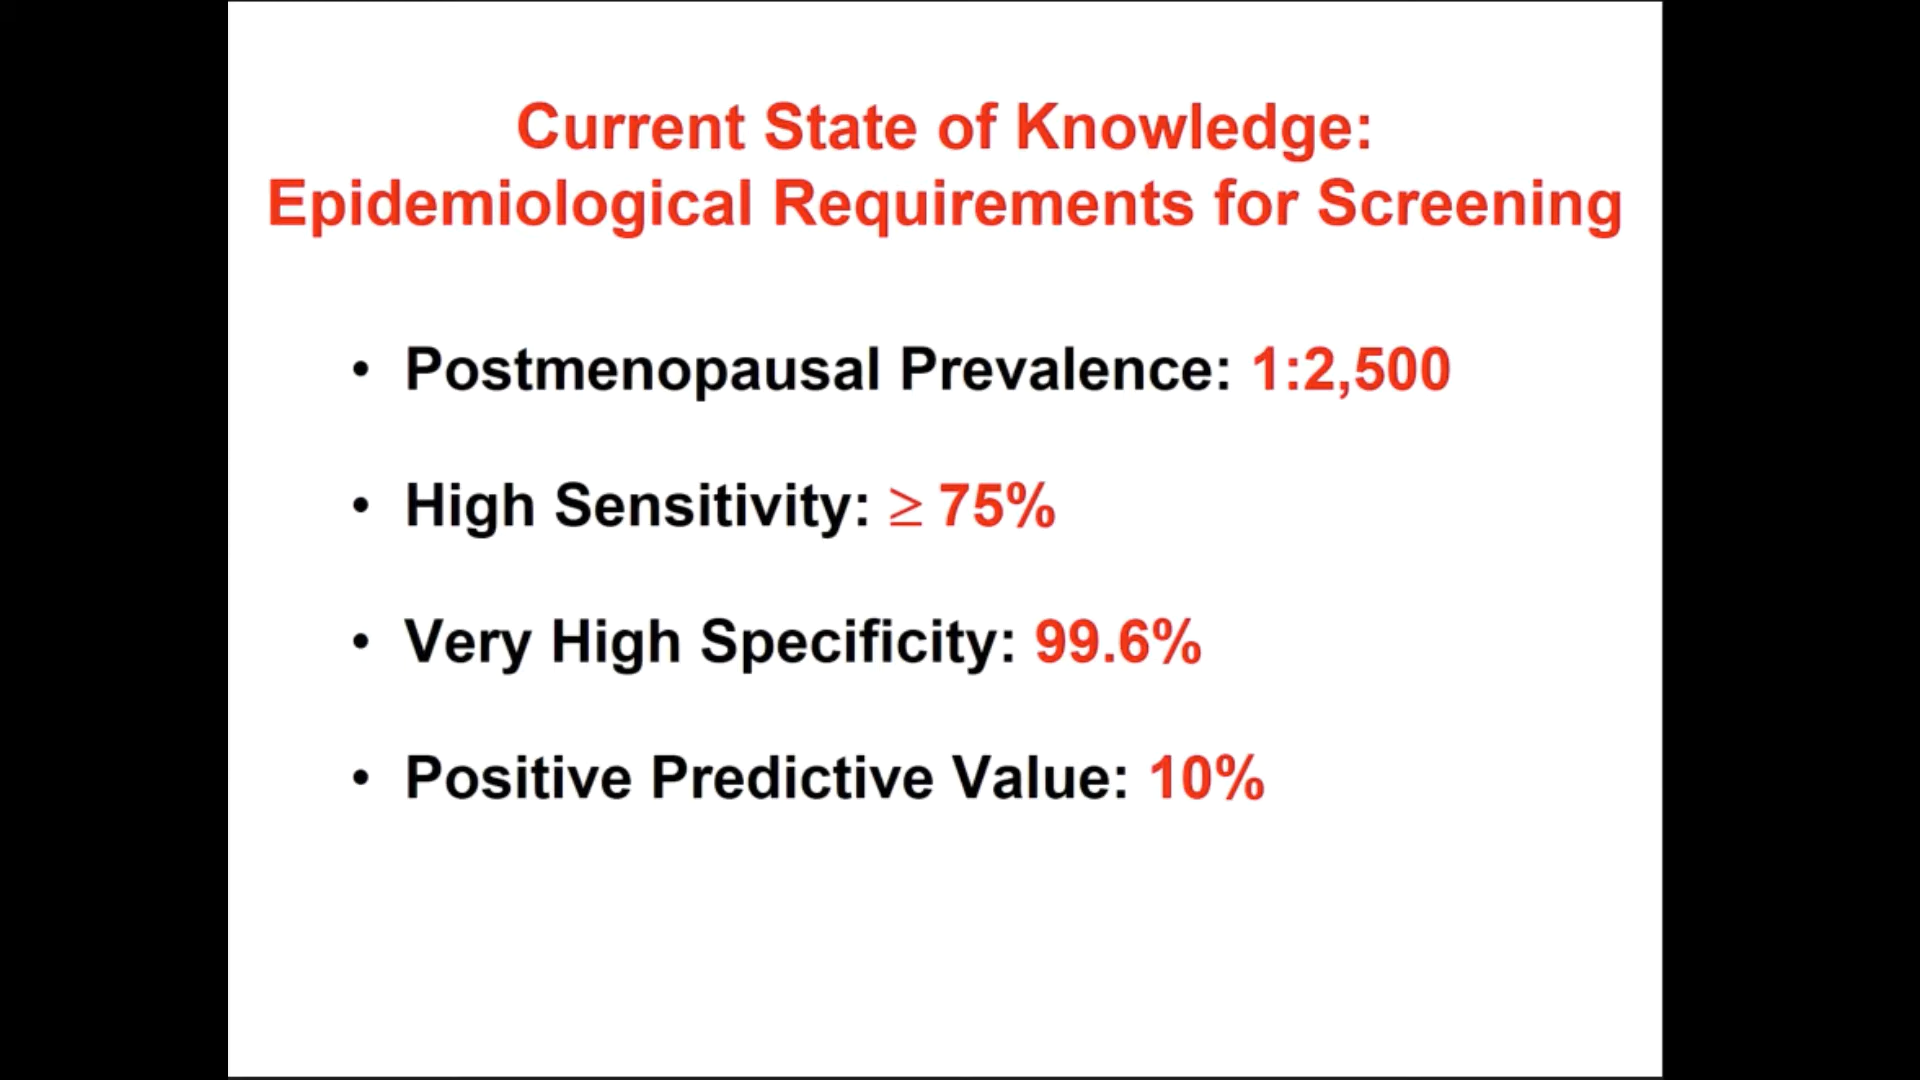 Current State of Knowledge:
Epidemiological Requirements for Screening
• Postmenopausal Prevalence: 1:2,500
• High Sensitivity: ≥ 75%
• Very High Specificity: 99.6%
• Positive Predictive Value: 10%